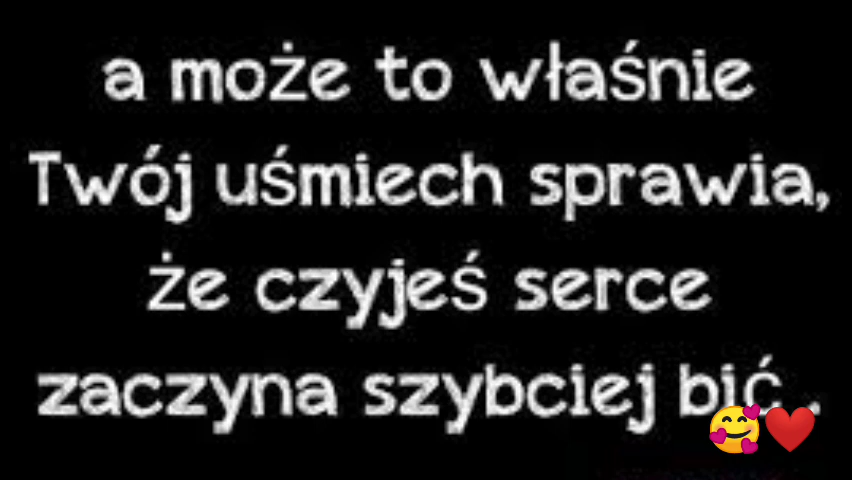 a może to właśnie
Twój uśmiech sprawia,
że czyjeś serce
zaczyna szybciej bić.